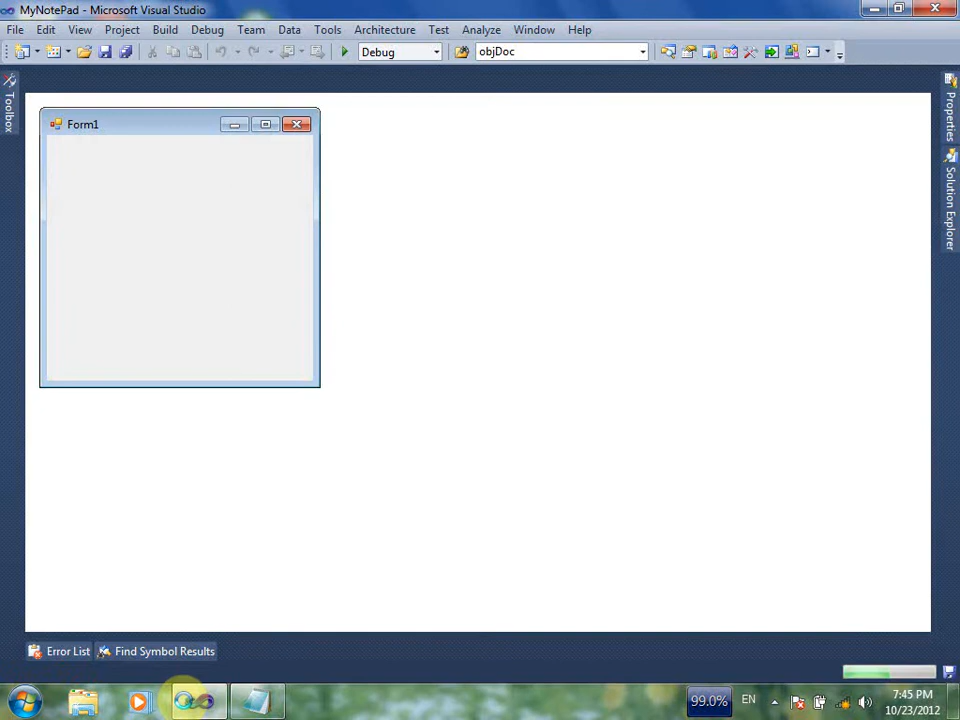 MyNotePad - Microsoft Visual Studio
File Edit View Project Build Debug Team Data Tools Architecture Test Analyze Window Help
Debug objDoc
Toolbox
Form1
Properties
Solution Explorer
Error List Find Symbol Results
99.0% EN 7:45 PM
10/23/2012